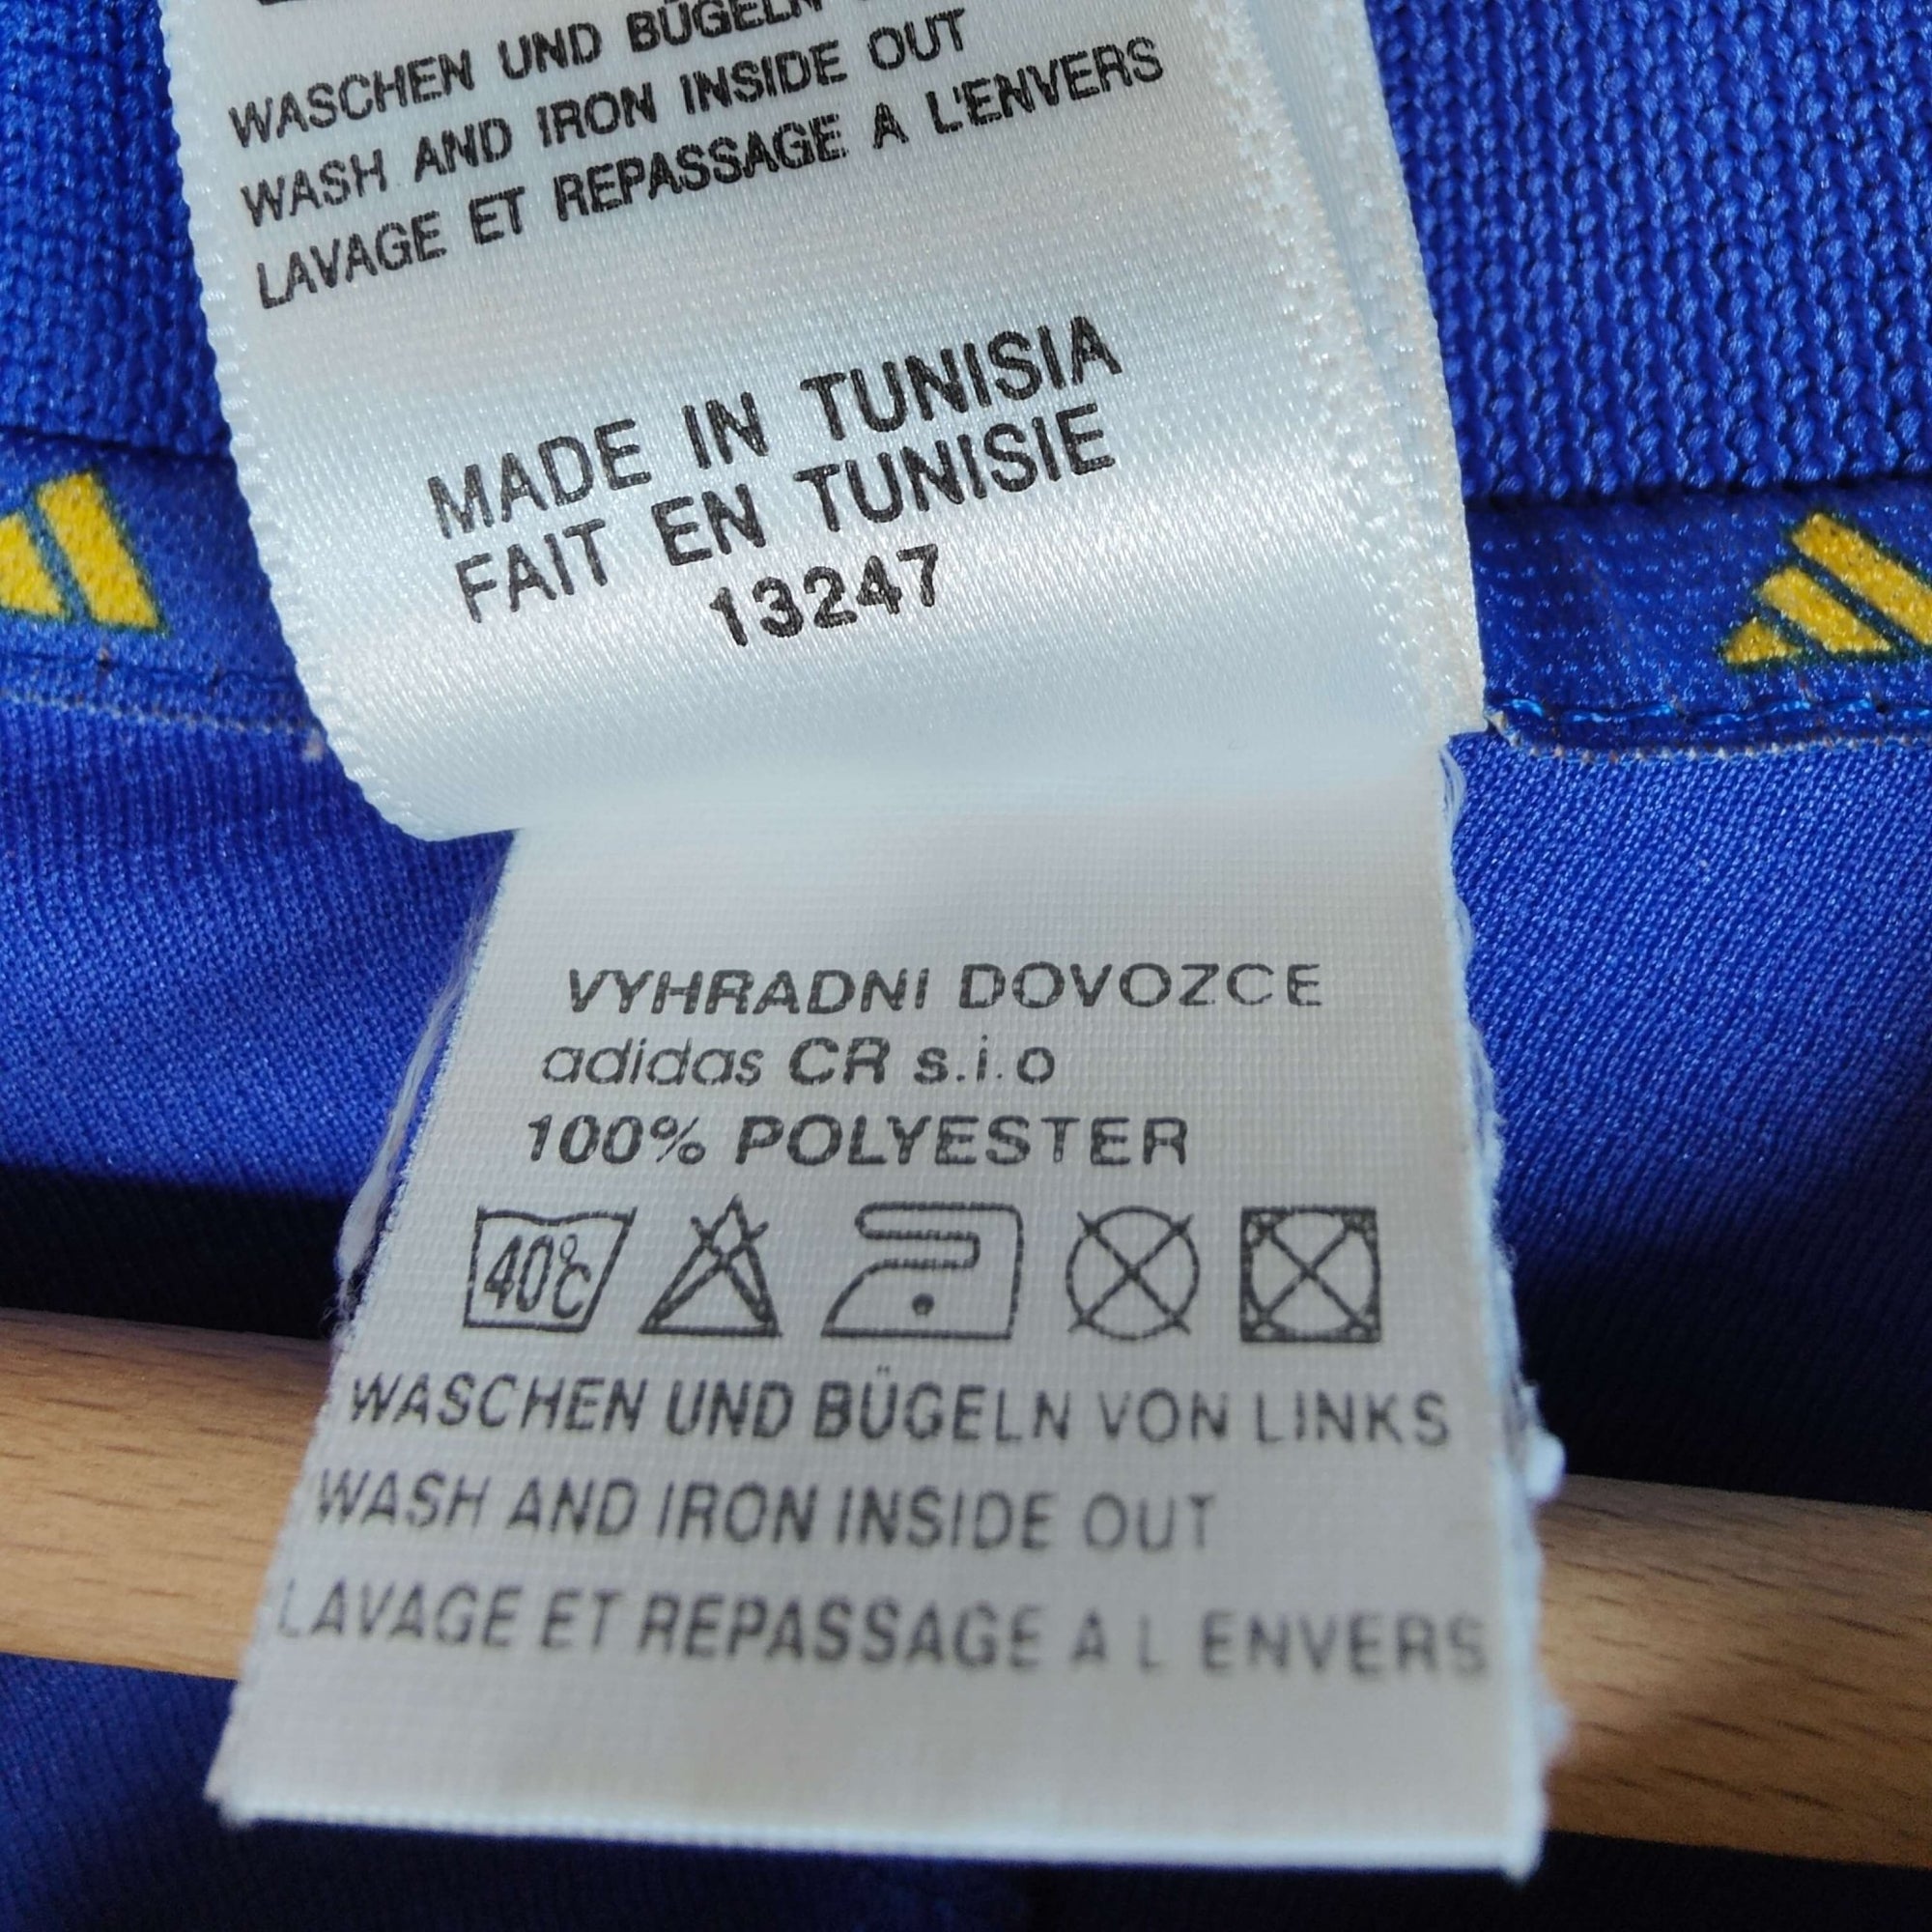 WASCHEN UND BÜGELN
WASH AND IRON INSIDE OUT
LAVAGE ET REPASSAGE A L'ENVERS
MADE IN TUNISIA
FAIT EN TUNISIE
13247
VYHRADNI DOVOZCE
adidas CR s.i.o
100% POLYESTER
40°C
WASCHEN UND BÜGELN VON LINKS
WASH AND IRON INSIDE OUT
LAVAGE ET REPASSAGE A L ENVERS